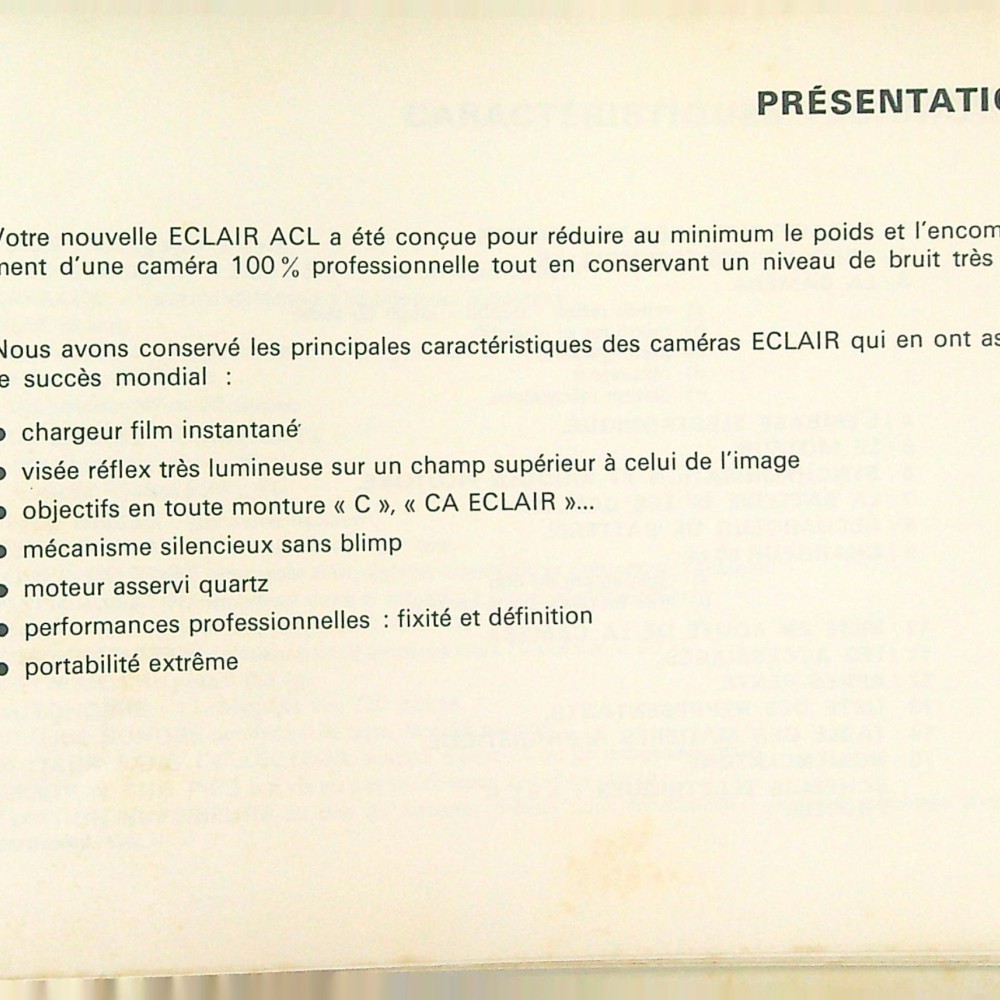 PRÉSENTATIO
Votre nouvelle ECLAIR ACL a été conçue pour réduire au minimum le poids et l'encom
ment d'une caméra 100 % professionnelle tout en conservant un niveau de bruit très
Nous avons conservé les principales caractéristiques des caméras ECLAIR qui en ont as
e succès mondial :
• chargeur film instantané
• visée réflex très lumineuse sur un champ supérieur à celui de l'image
• objectifs en toute monture « C », « CA ECLAIR »...
• mécanisme silencieux sans blimp
• moteur asservi quartz
• performances professionnelles : fixité et définition
• portabilité extrême